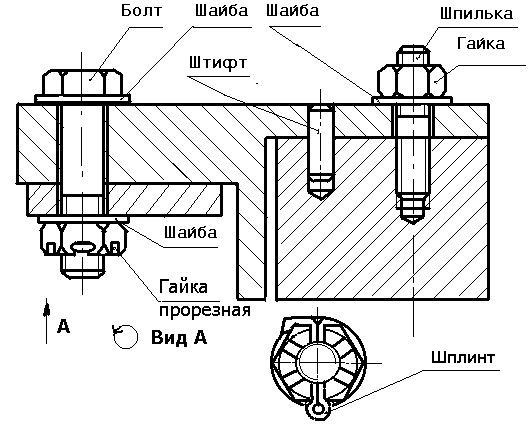 Болт
Шайба
Шайба
Шпилька
Гайка
Штифт
Шайба
Гайка
прорезная
А
Вид А
Шплинт